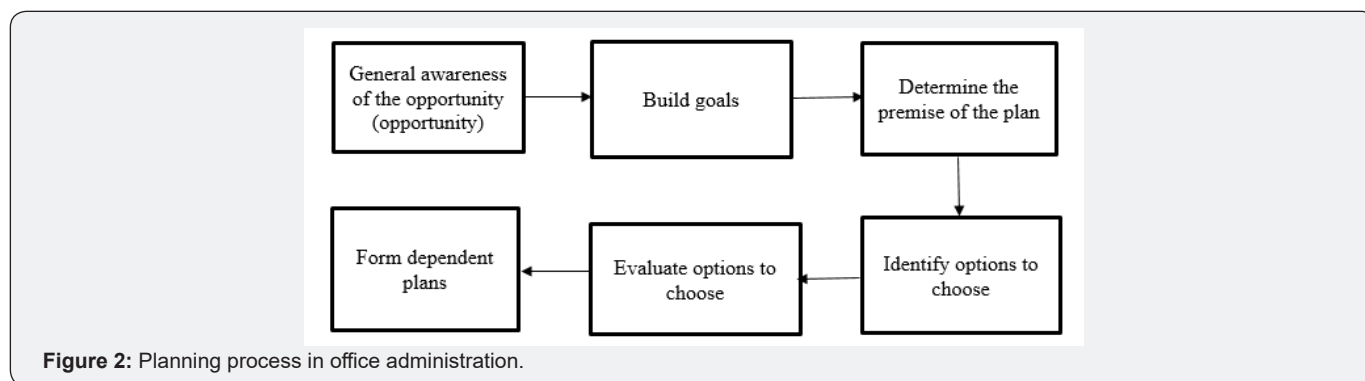 General awareness
of the opportunity
(opportunity)
Build goals
Determine the
premise of the plan
Identify options to
choose
Evaluate options to
choose
Form dependent
plans
Figure 2: Planning process in office administration.